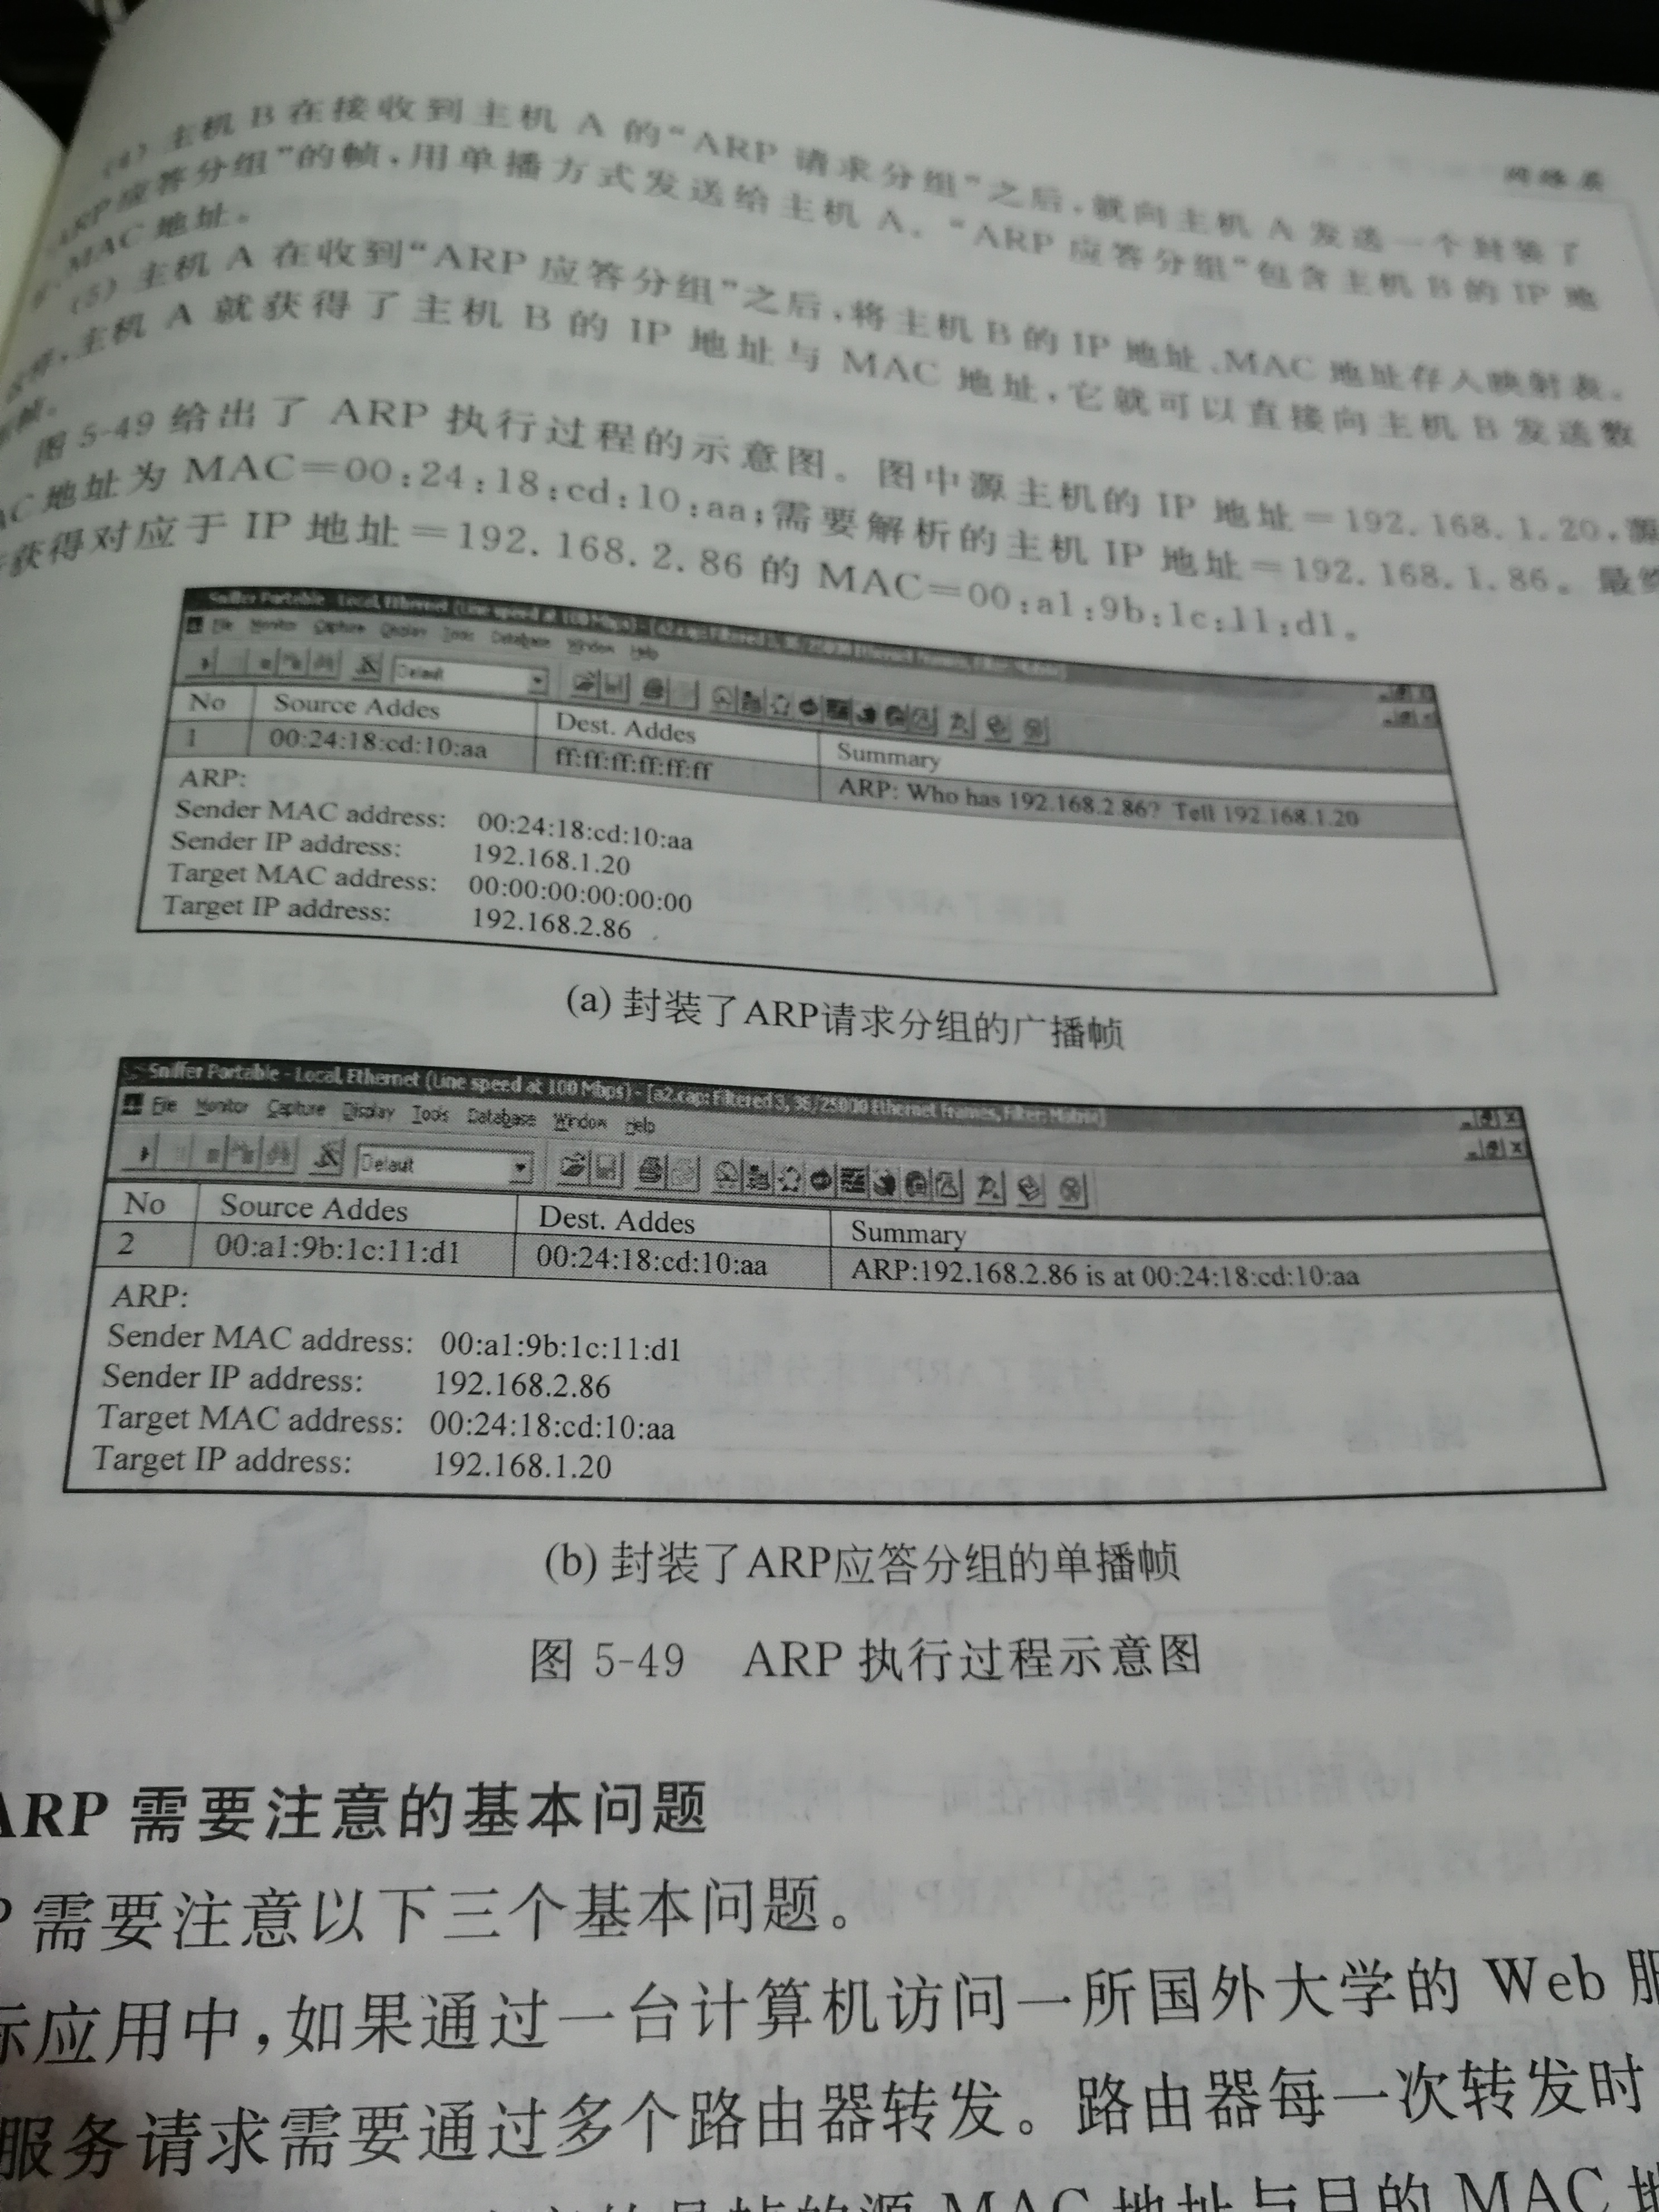 网络层
(4) 主机 B 在接收到主机 A 的“ARP 请求分组”之后,就向主机 A 发送一个封装了
ARP应答分组”的帧,用单播方式发送给主机 A。“ARP 应答分组”包含主机 B 的 IP 地
MAC 地址。
(5) 主机 A 在收到“ARP 应答分组”之后,将主机 B 的 IP 地址、MAC 地址存入映射表。
主机 A 就获得了主机 B 的 IP 地址与 MAC 地址,它就可以直接向主机 B 发送数
帧。
图 5-49 给出了 ARP 执行过程的示意图。图中源主机的 IP 地址=192.168.1.20,源
AC 地址为 MAC=00:24:18:cd:10:aa;需要解析的主机 IP 地址=192.168.1.86。最终
获得对应于 IP 地址=192.168.2.86 的 MAC=00:a1:9b:1c:11:d1。
Sniffer Portable - Local, Ethernet (Line speed at 100 Mbps) - [a2.cap: Filtered
File Monitor Capture Display Tools Database Window Help
Default
No Source Addes Dest. Addes Summary
1 00:24:18:cd:10:aa ff:ff:ff:ff:ff:ff ARP: Who has 192.168.2.86? Tell 192.168.1.20
ARP:
Sender MAC address: 00:24:18:cd:10:aa
Sender IP address: 192.168.1.20
Target MAC address: 00:00:00:00:00:00
Target IP address: 192.168.2.86
(a) 封装了ARP请求分组的广播帧
Sniffer Portable - Local, Ethernet (Line speed at 100 Mbps) - [a2.cap: Filtered 3, 36/25000 Ethernet frames, Filter: Matrix]
File Monitor Capture Display Tools Database Window Help
Default
No Source Addes Dest. Addes Summary
2 00:a1:9b:1c:11:d1 00:24:18:cd:10:aa ARP:192.168.2.86 is at 00:24:18:cd:10:aa
ARP:
Sender MAC address: 00:a1:9b:1c:11:d1
Sender IP address: 192.168.2.86
Target MAC address: 00:24:18:cd:10:aa
Target IP address: 192.168.1.20
(b) 封装了ARP应答分组的单播帧
图 5-49 ARP 执行过程示意图
ARP 需要注意的基本问题
P 需要注意以下三个基本问题。
际应用中,如果通过一台计算机访问一所国外大学的 Web 服
服务请求需要通过多个路由器转发。路由器每一次转发时
的源 MAC 地址与目的 MAC 地